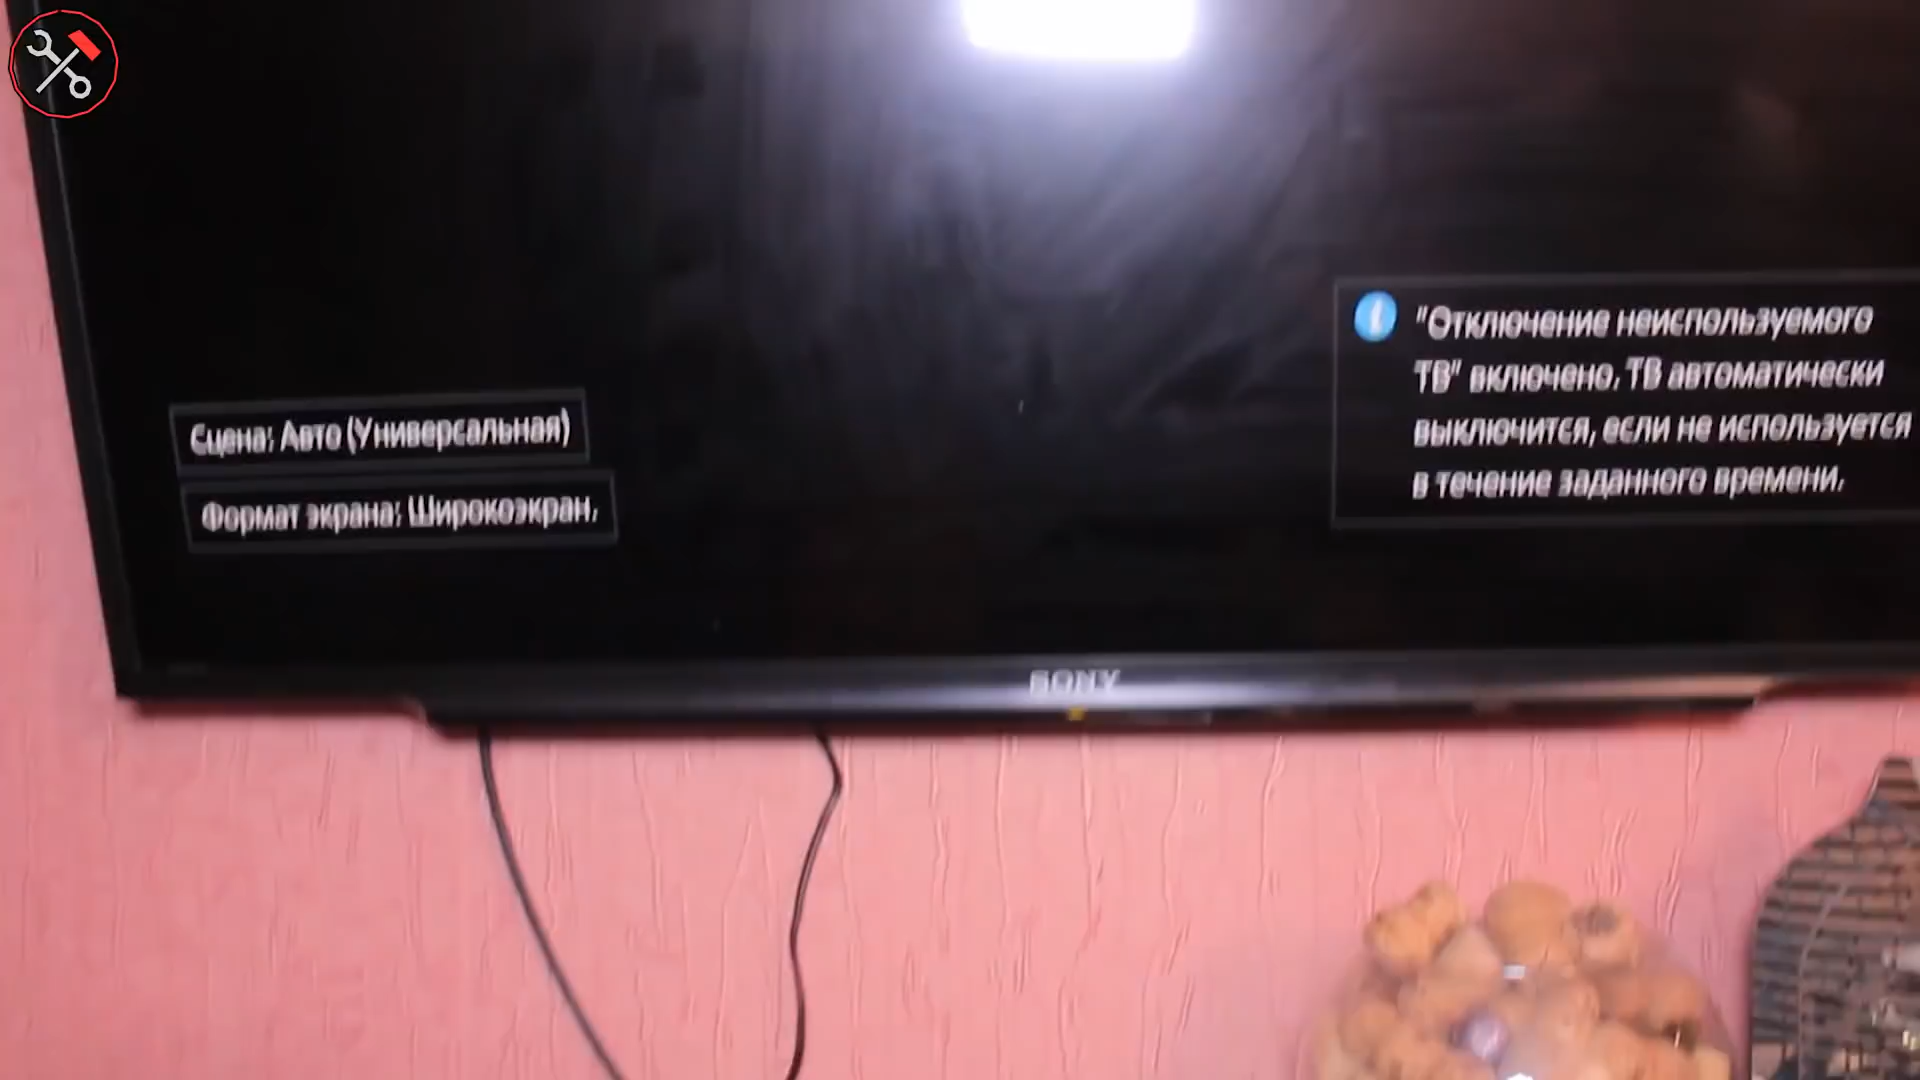 "Отключение неиспользуемого
ТВ" включено. ТВ автоматически
выключится, если не используется
в течение заданного времени.
Сцена: Авто (Универсальная)
Формат экрана: Широкоэкран.
SONY